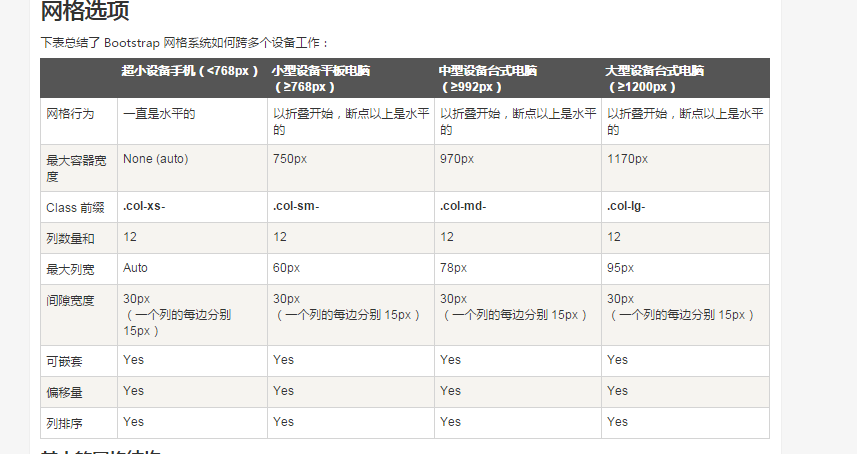 网格选项
下表总结了 Bootstrap 网格系统如何跨多个设备工作：
超小设备手机（<768px） 小型设备平板电脑 中型设备台式电脑 大型设备台式电脑
（≥768px） （≥992px） （≥1200px）
网格行为 一直是水平的 以折叠开始，断点以上是水平 以折叠开始，断点以上是水平 以折叠开始，断点以上是水平
的 的 的
最大容器宽 None (auto) 750px 970px 1170px
度
Class 前缀 .col-xs- .col-sm- .col-md- .col-lg-
列数量和 12 12 12 12
最大列宽 Auto 60px 78px 95px
间隙宽度 30px 30px 30px 30px
（一个列的每边分别 （一个列的每边分别 15px） （一个列的每边分别 15px） （一个列的每边分别 15px）
15px）
可嵌套 Yes Yes Yes Yes
偏移量 Yes Yes Yes Yes
列排序 Yes Yes Yes Yes